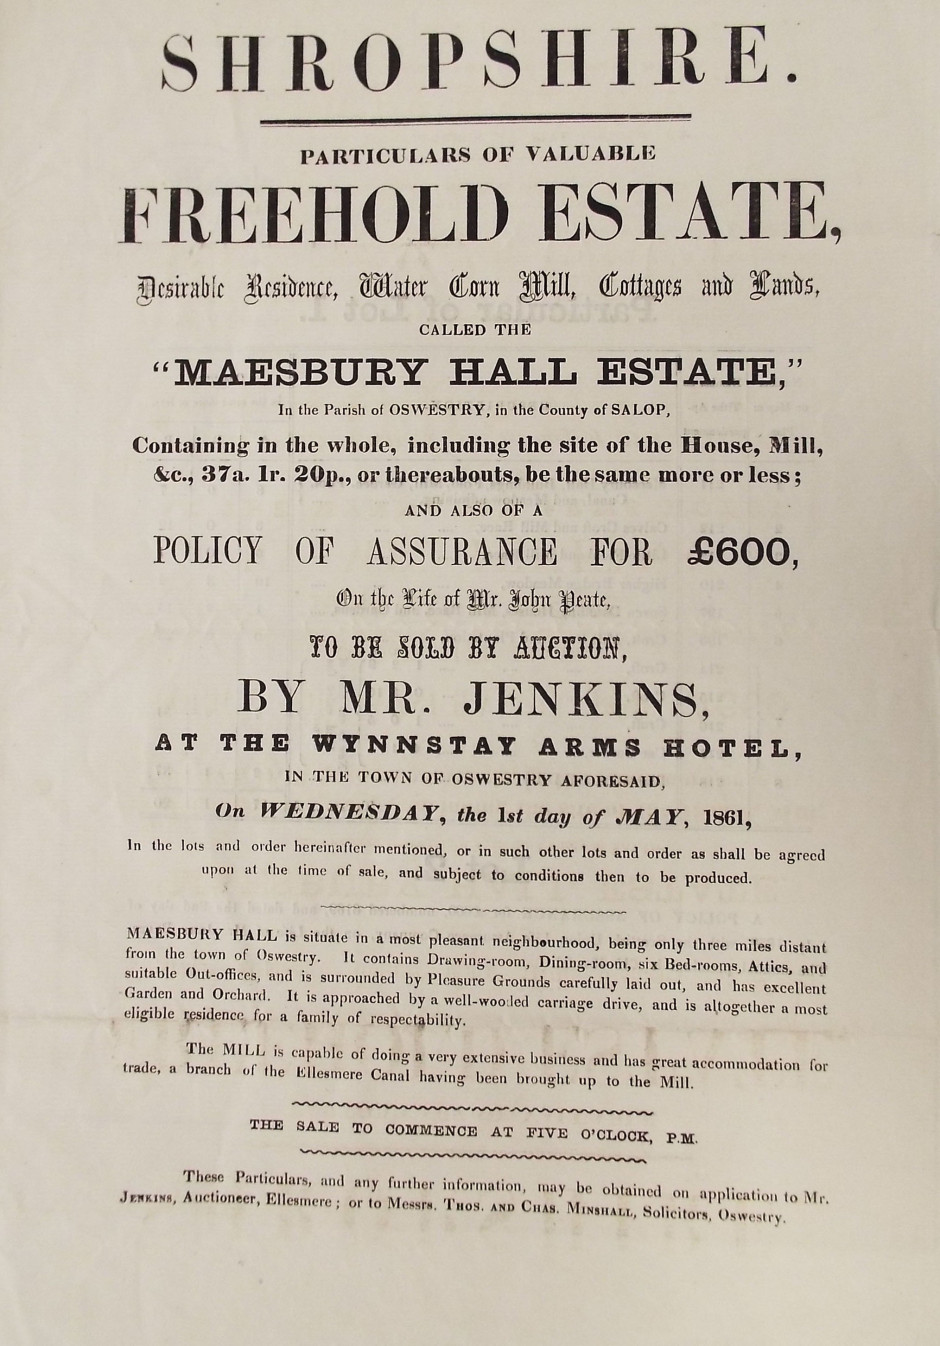 SHROPSHIRE.
PARTICULARS OF VALUABLE
FREEHOLD ESTATE,
Desirable Residence, Water Corn Mill, Cottages and Lands,
CALLED THE
"MAESBURY HALL ESTATE,"
In the Parish of OSWESTRY, in the County of SALOP,
Containing in the whole, including the site of the House, Mill,
&c., 37a. 1r. 20p., or thereabouts, be the same more or less;
AND ALSO OF A
POLICY OF ASSURANCE FOR £600,
On the Life of Mr. John Peate,
TO BE SOLD BY AUCTION,
BY MR. JENKINS,
AT THE WYNNSTAY ARMS HOTEL,
IN THE TOWN OF OSWESTRY AFORESAID,
On WEDNESDAY, the 1st day of MAY, 1861,
In the lots and order hereinafter mentioned, or in such other lots and order as shall be agreed
upon at the time of sale, and subject to conditions then to be produced.
MAESBURY HALL is situate in a most pleasant neighbourhood, being only three miles distant
from the town of Oswestry. It contains Drawing-room, Dining-room, six Bed-rooms, Attics, and
suitable Out-offices, and is surrounded by Pleasure Grounds carefully laid out, and has excellent
Garden and Orchard. It is approached by a well-wooded carriage drive, and is altogether a most
eligible residence for a family of respectability.
The MILL is capable of doing a very extensive business and has great accommodation for
trade, a branch of the Ellesmere Canal having been brought up to the Mill.
THE SALE TO COMMENCE AT FIVE O'CLOCK, P.M.
These Particulars, and any further information, may be obtained on application to Mr.
JENKINS, Auctioneer, Ellesmere; or to Messrs. THOS. AND CHAS. MINSHALL, Solicitors, Oswestry.